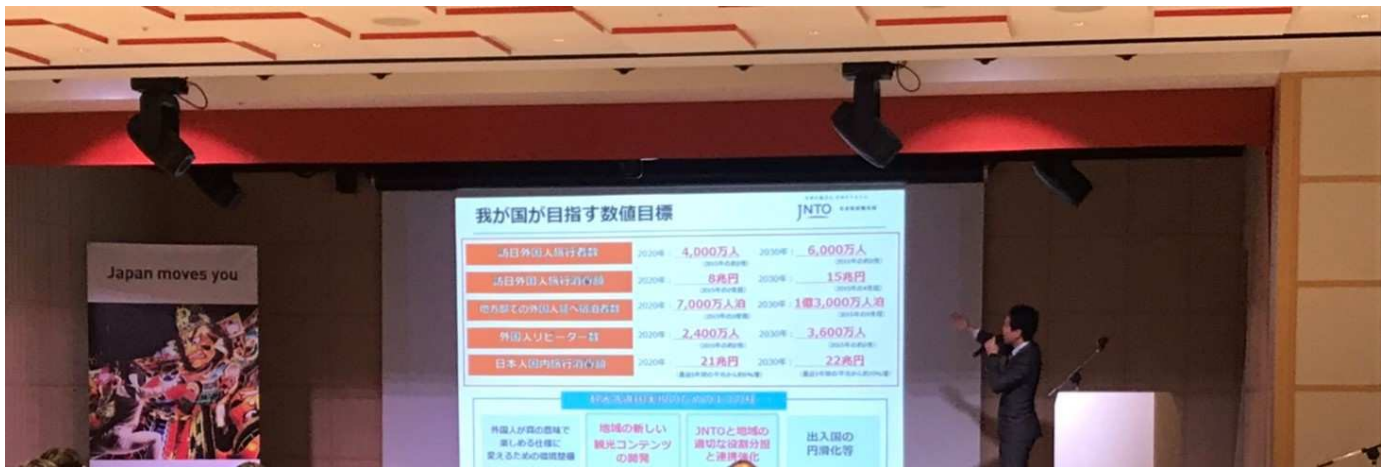 Japan moves you
我が国が目指す数値目標
JNTO
訪日外国人旅行者数 2020年： 4,000万人 2030年： 6,000万人
訪日外国人旅行消費額 2020年： 8兆円 2030年： 15兆円
地方部での外国人延べ宿泊者数 2020年： 7,000万人泊 2030年： 1億3,000万人泊
外国人リピーター数 2020年： 2,400万人 2030年： 3,600万人
日本人国内旅行消費額 2020年： 21兆円 2030年： 22兆円
外国人が真の意味で
楽しめる仕様に
変えるための環境整備
地域の新しい
観光コンテンツ
の開発
JNTOと地域の
適切な役割分担
と連携強化
出入国の
円滑化等